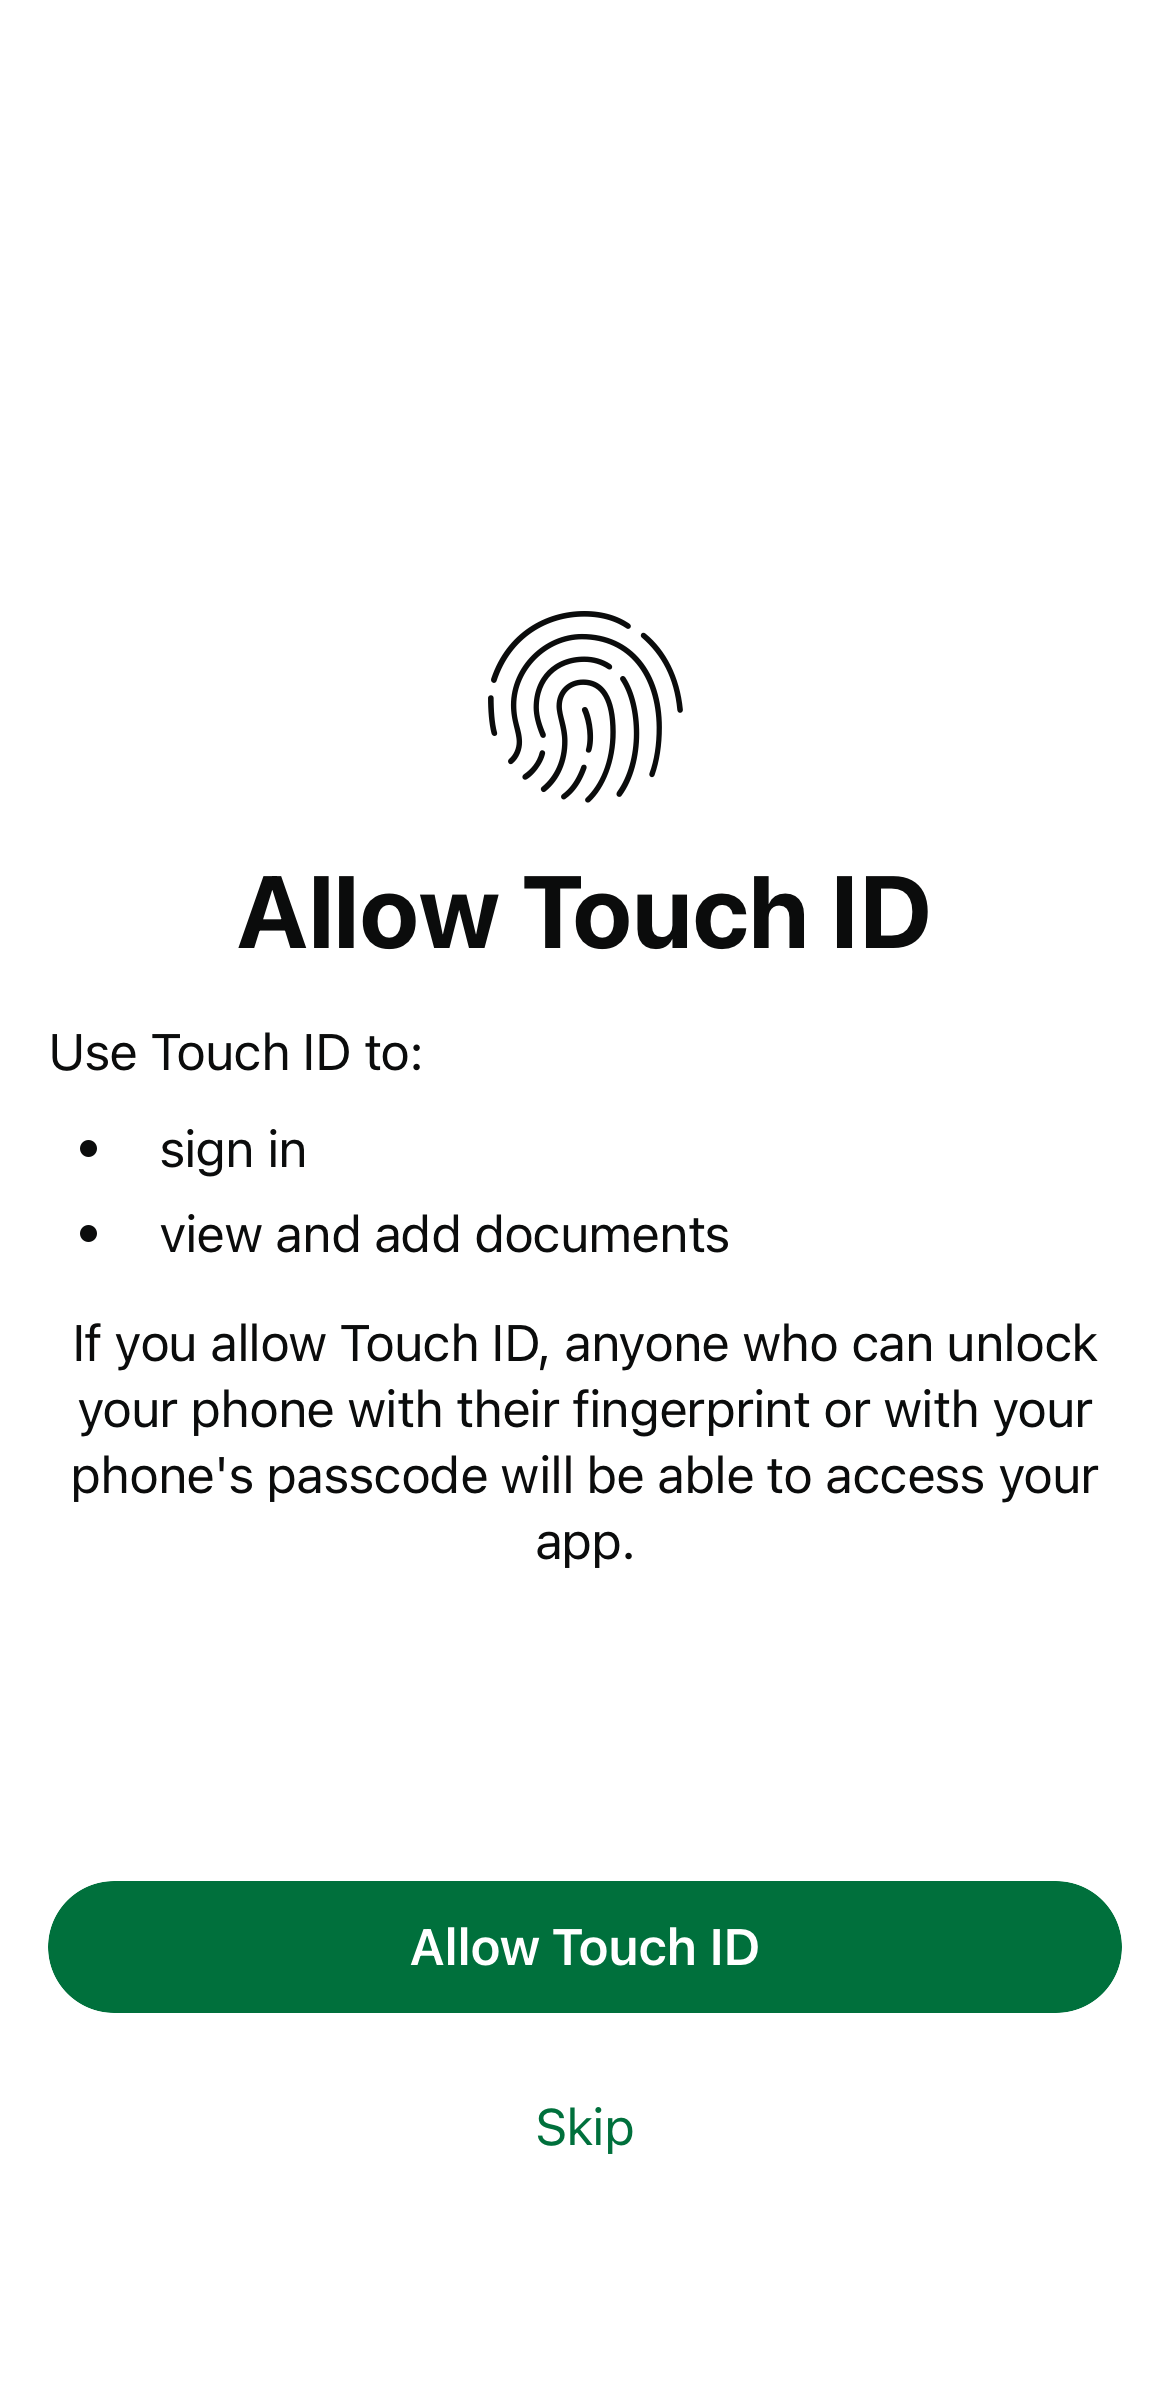 Allow Touch ID
Use Touch ID to:
• sign in
• view and add documents
If you allow Touch ID, anyone who can unlock
your phone with their fingerprint or with your
phone's passcode will be able to access your
app.
Allow Touch ID
Skip